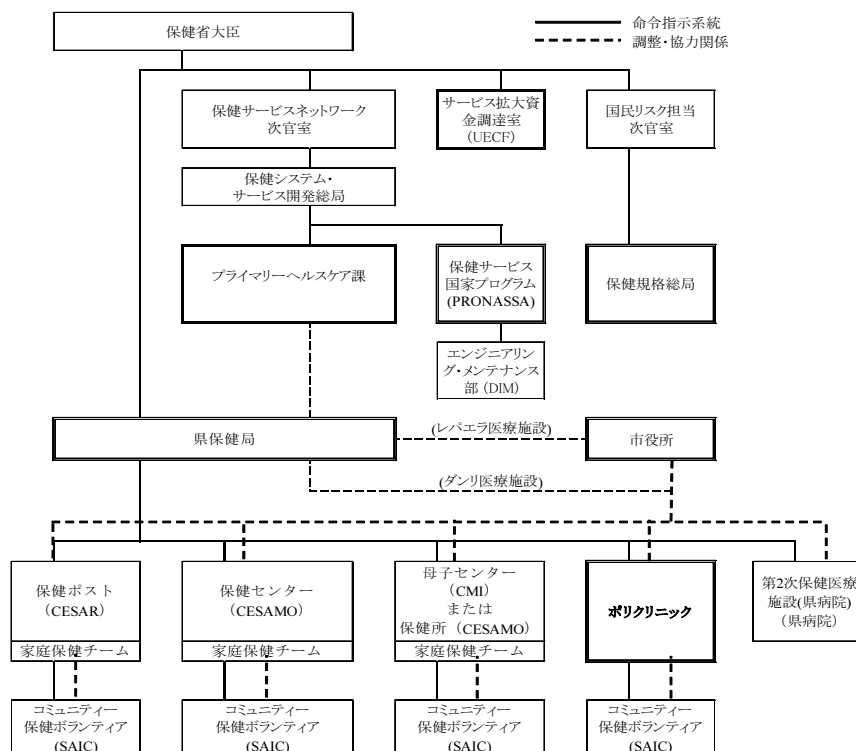 保健省大臣
命令指示系統
調整・協力関係
保健サービスネットワーク
次官室
サービス拡大資
金調達室
(UECF)
国民リスク担当
次官室
保健システム・
サービス開発総局
プライマリーヘルスケア課
保健サービス
国家プログラム
(PRONASSA)
保健規格総局
エンジニアリン
グ・メンテナンス
部 (DIM)
県保健局
(レパエラ医療施設)
市役所
(ダンリ医療施設)
保健ポスト
(CESAR)
家庭保健チーム
保健センター
(CESAMO)
家庭保健チーム
母子センター
(CMI)
または
保健所 (CESAMO)
家庭保健チーム
ポリクリニック
第2次保健医療
施設(県病院)
(県病院)
コミュニティー
保健ボランティア
(SAIC)
コミュニティー
保健ボランティア
(SAIC)
コミュニティー
保健ボランティア
(SAIC)
コミュニティー
保健ボランティア
(SAIC)